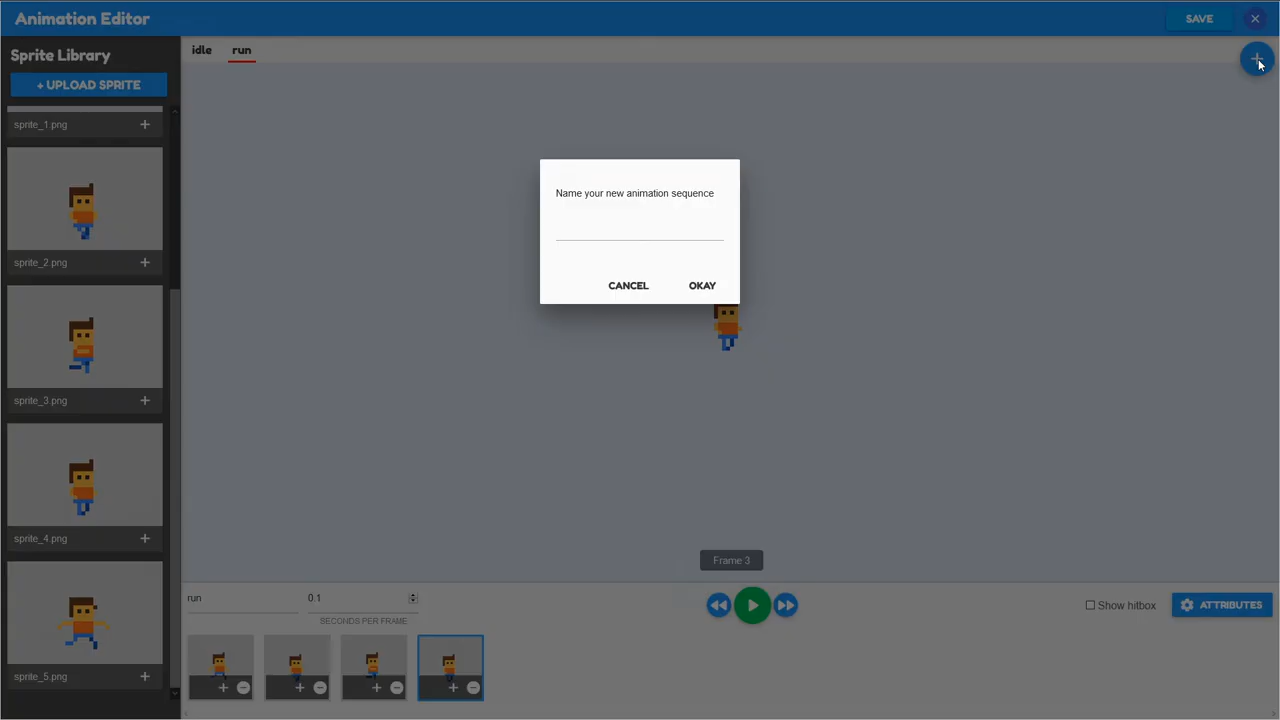 Animation Editor
SAVE
Sprite Library
idle
run
+ UPLOAD SPRITE
sprite_1.png
sprite_2.png
sprite_3.png
sprite_4.png
sprite_5.png
Name your new animation sequence
CANCEL
OKAY
Frame 3
run
0.1
SECONDS PER FRAME
Show hitbox
ATTRIBUTES